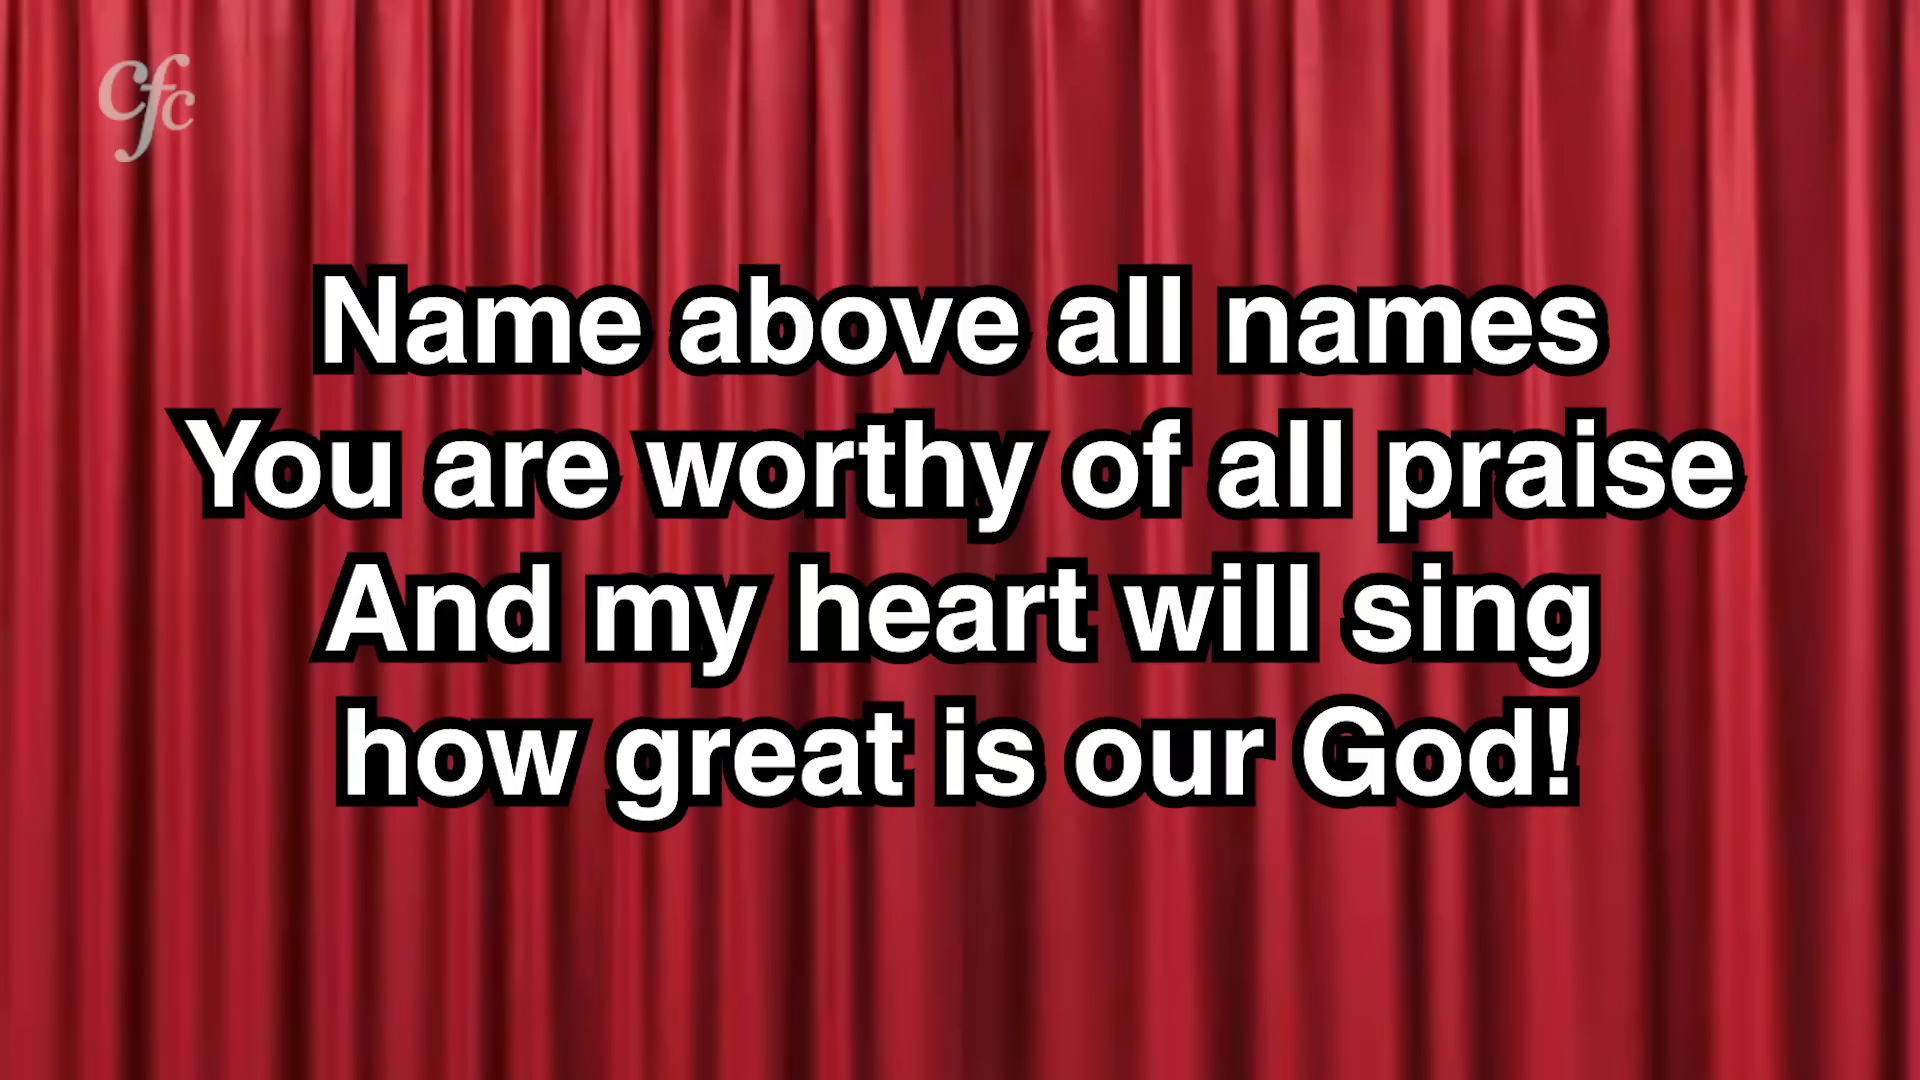 cfc
Name above all names
You are worthy of all praise
And my heart will sing
how great is our God!